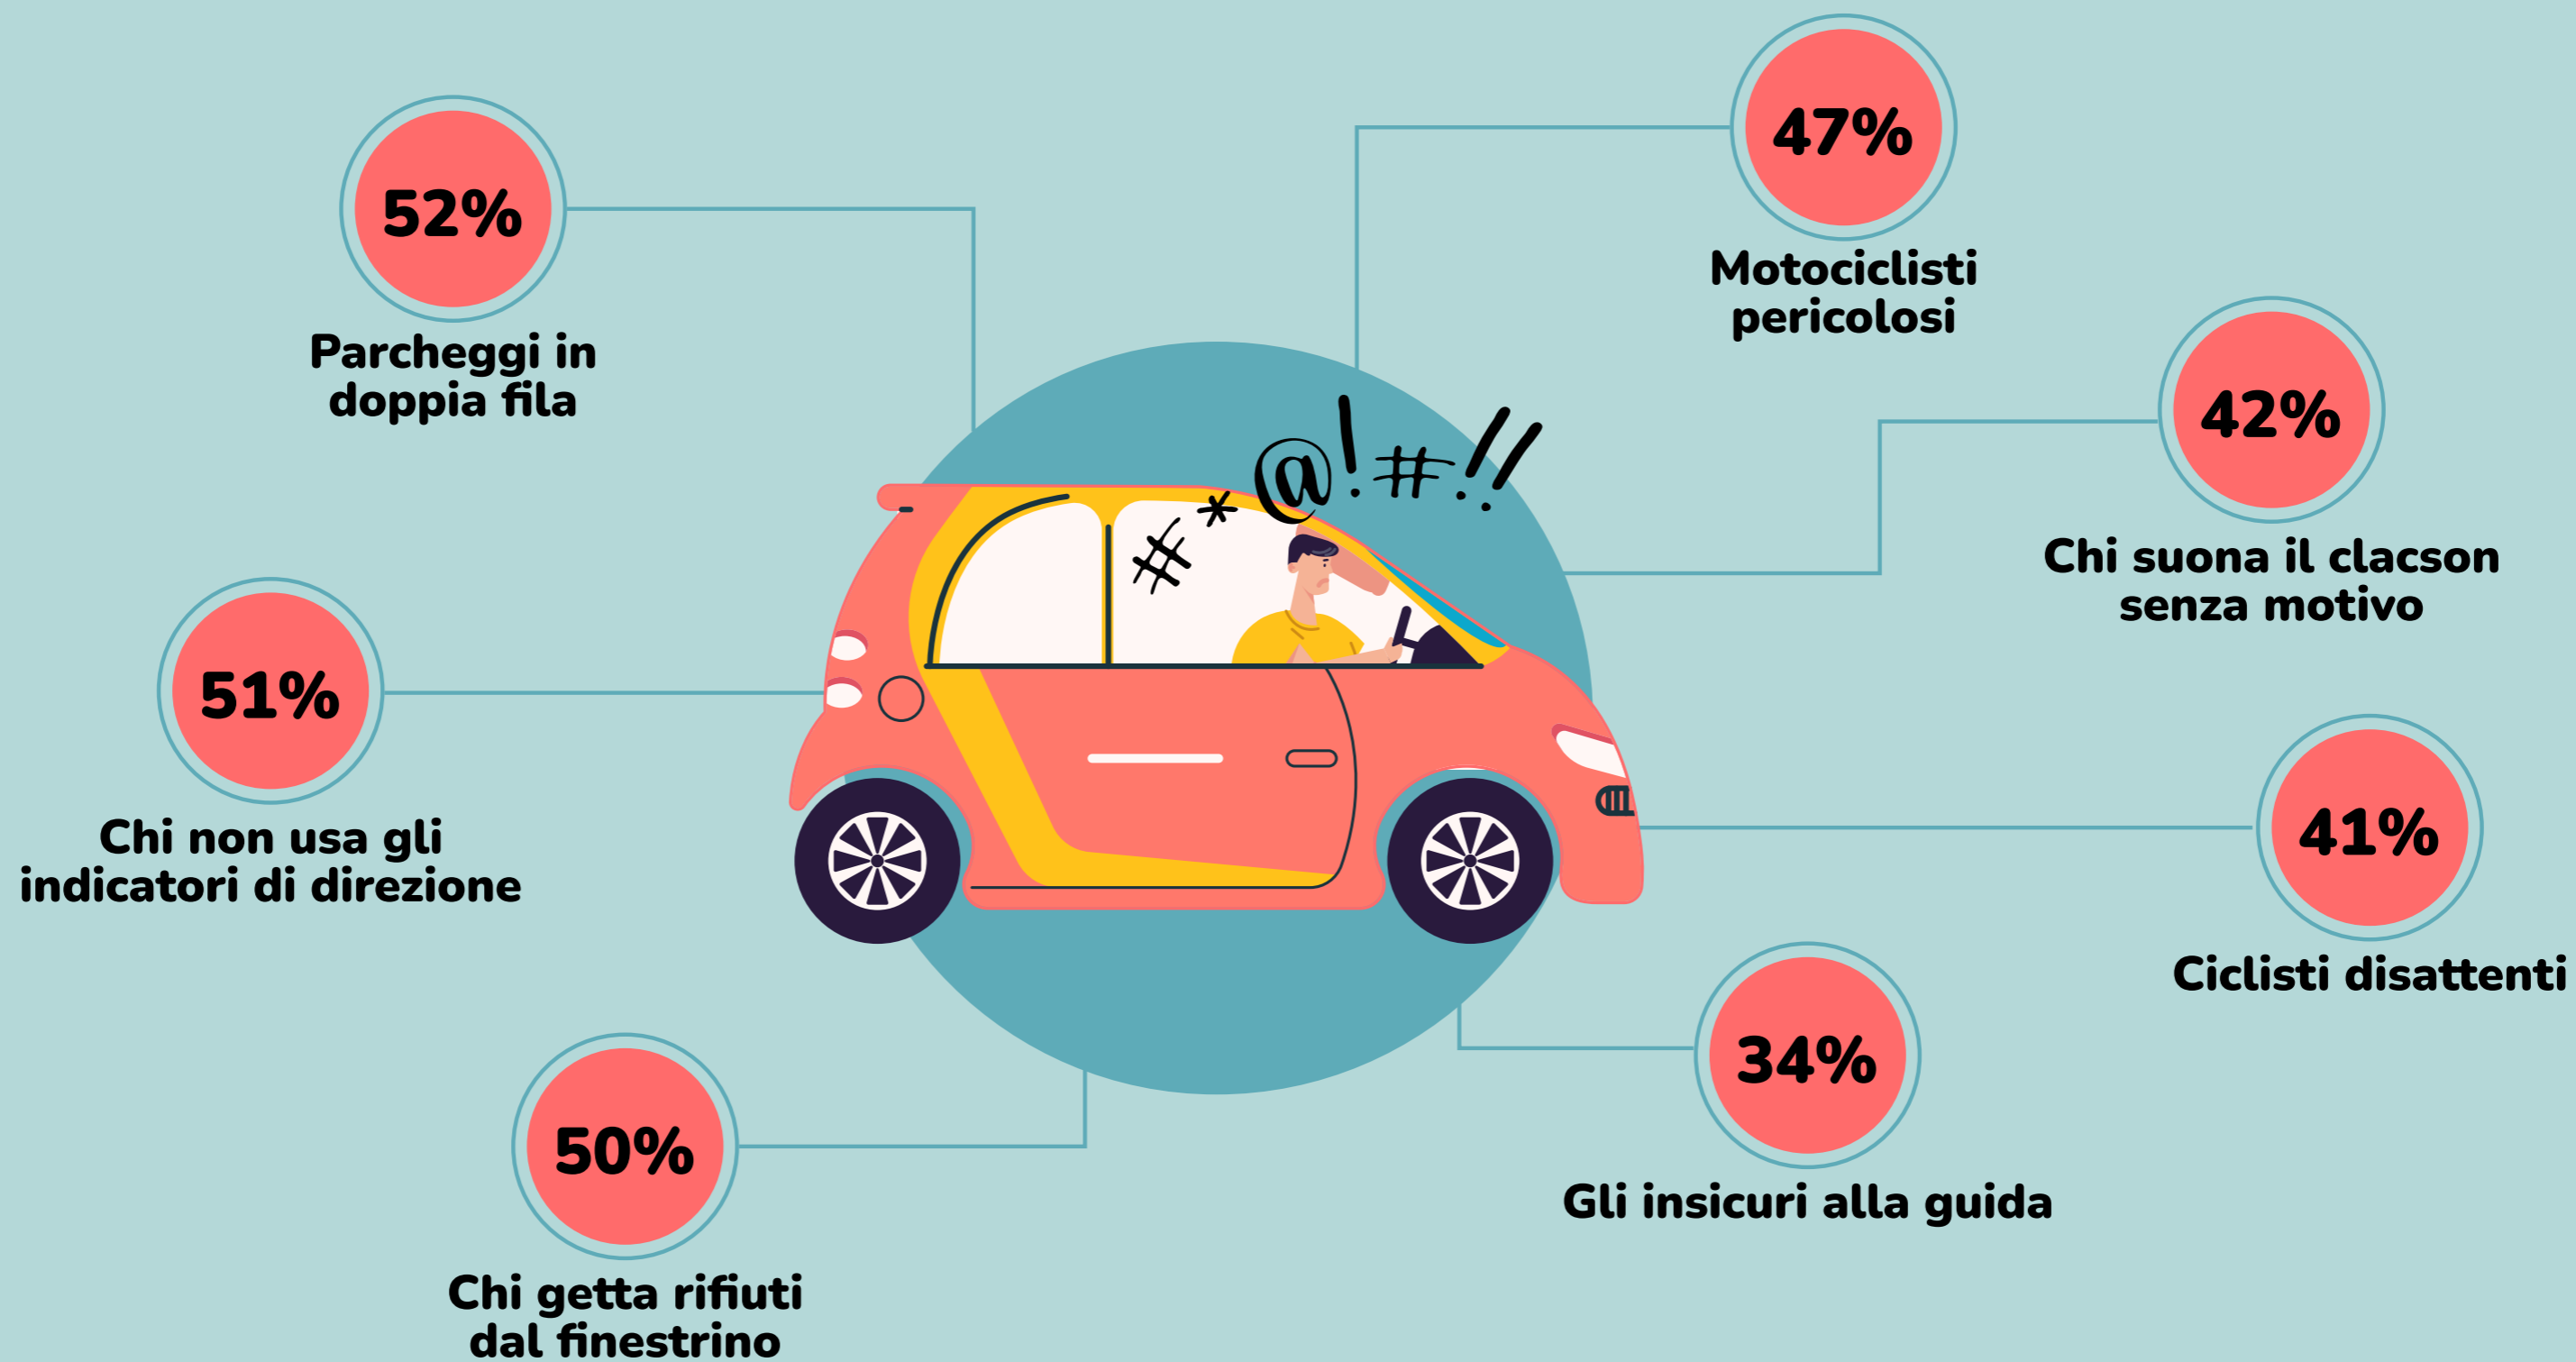 52%
Parcheggi in
doppia fila
51%
Chi non usa gli
indicatori di direzione
50%
Chi getta rifiuti
dal finestrino
47%
Motociclisti
pericolosi
42%
Chi suona il clacson
senza motivo
41%
Ciclisti disattenti
34%
Gli insicuri alla guida
#*@!#!!